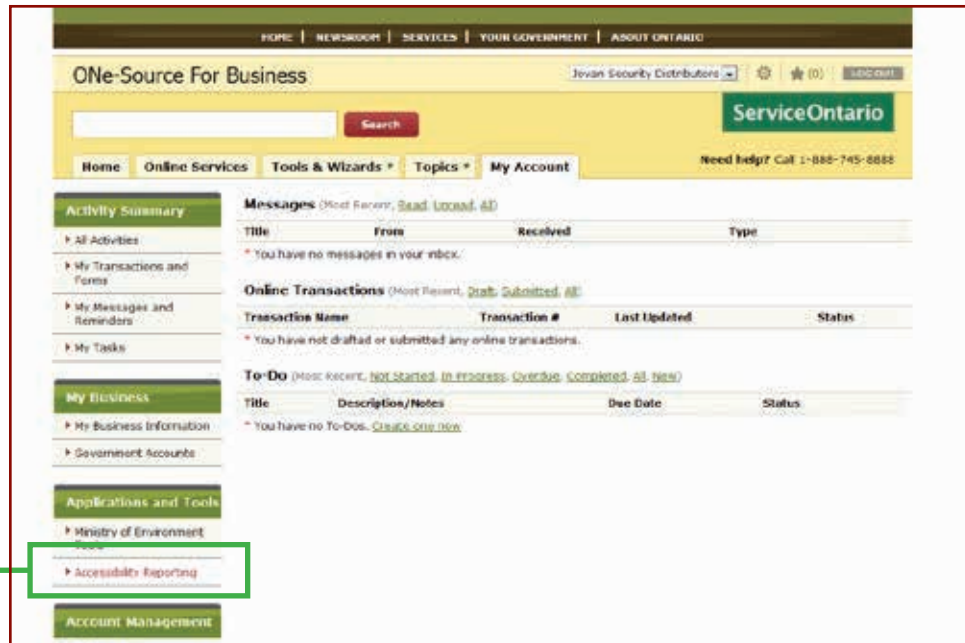 HOME | NEWSROOM | SERVICES | YOUR GOVERNMENT | ABOUT ONTARIO
ONe-Source For Business
Jovan Security Distributors
(0)
LOG OUT
Search
ServiceOntario
Home
Online Services
Tools & Wizards
Topics
My Account
Need help? Call 1-888-745-8888
Activity Summary
All Activities
My Transactions and
Forms
My Messages and
Reminders
My Tasks
My Business
My Business Information
Government Accounts
Applications and Tools
Ministry of Environment
Accessibility Reporting
Account Management
Messages (Most Recent, Read, Unread, All)
Title From Received Type
* You have no messages in your inbox.
Online Transactions (Most Recent, Draft, Submitted, All)
Transaction Name Transaction # Last Updated Status
* You have not drafted or submitted any online transactions.
To-Do (Most Recent, Not Started, In Progress, Overdue, Completed, All, New)
Title Description/Notes Due Date Status
* You have no To-Dos. Create one now